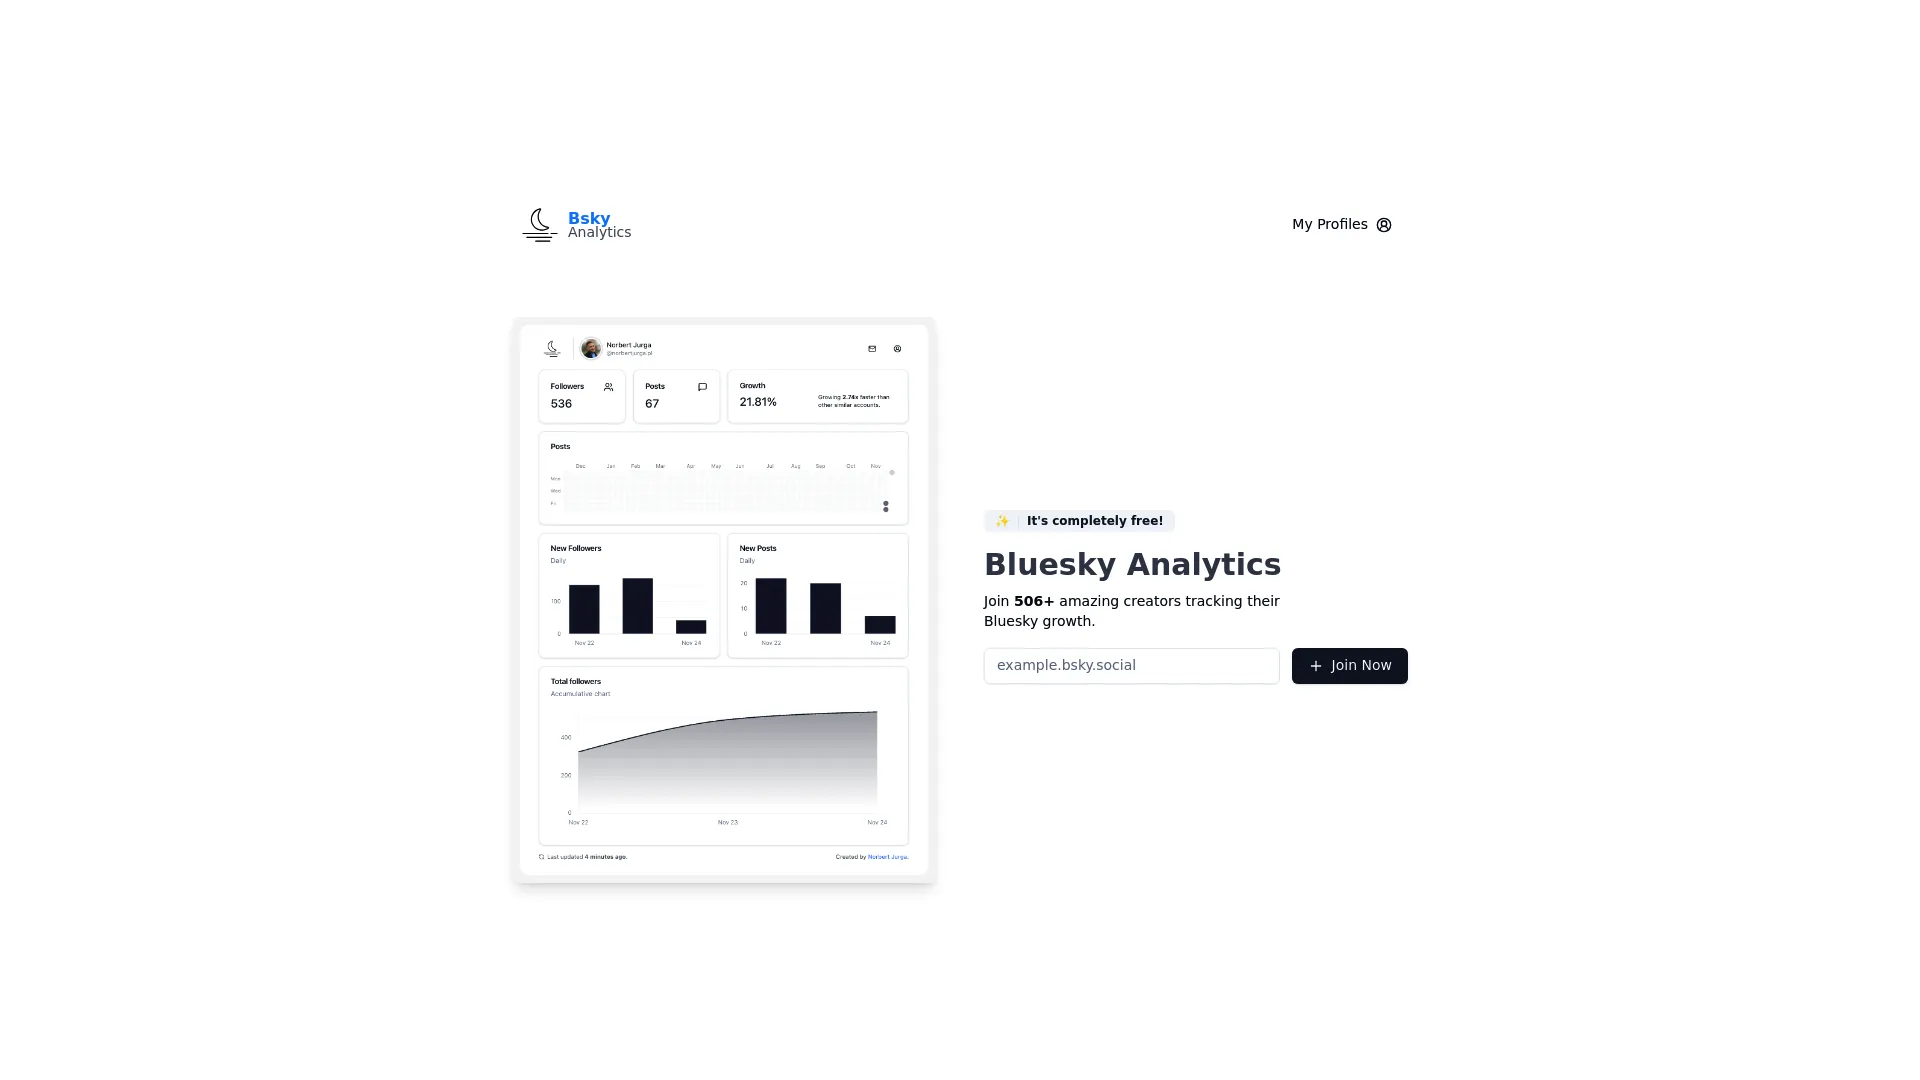 Bsky
Analytics
My Profiles
Norbert Jurga
@norbertjurga.pl
Followers
536
Posts
67
Growth
21.81%
Growing 2.74x faster than
other similar accounts.
Posts
Dec Jan Feb Mar Apr May Jun Jul Aug Sep Oct Nov
Mon
Wed
Fri
New Followers
Daily
100
0
Nov 22 Nov 24
New Posts
Daily
20
10
0
Nov 22 Nov 24
Total followers
Accumulative chart
400
200
0
Nov 22 Nov 23 Nov 24
Last updated 4 minutes ago.
Created by Norbert Jurga.
✨ It's completely free!
Bluesky Analytics
Join 506+ amazing creators tracking their
Bluesky growth.
example.bsky.social
Join Now